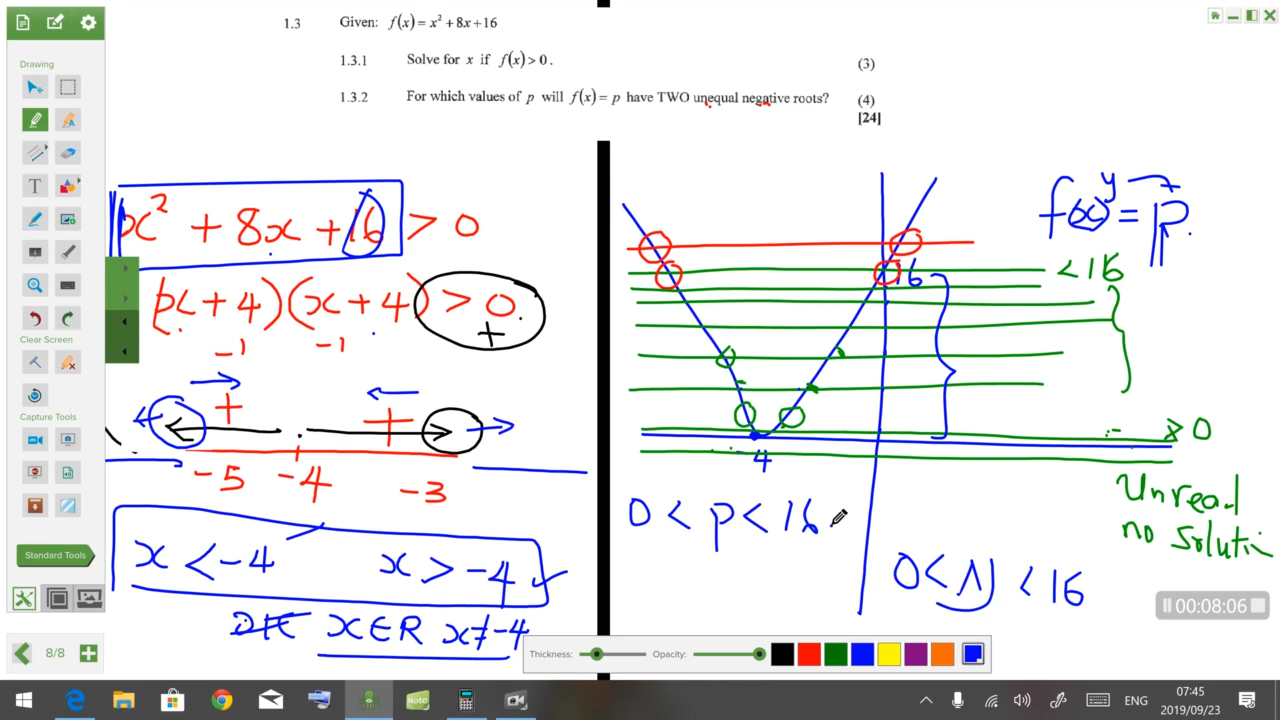 1.3 Given: f(x) = x² + 8x + 16
1.3.1 Solve for x if f(x) > 0. (3)
1.3.2 For which values of p will f(x) = p have TWO unequal negative roots? (4)
[24]
Drawing
Clear Screen
Capture Tools
Standard Tools
8/8
x² + 8x + 16 > 0
(x + 4)(x + 4) > 0
+
-1 -1
+ +
-5 -4 -3
x < -4 x > -4
x ∈ R x ≠ -4
y
f(x) = p
16
< 16
> 0
-4
Unreal
no soluti
0 < p < 16
0 < < 16
00:08:06
Thickness: Opacity:
Note
ENG
07:45
2019/09/23